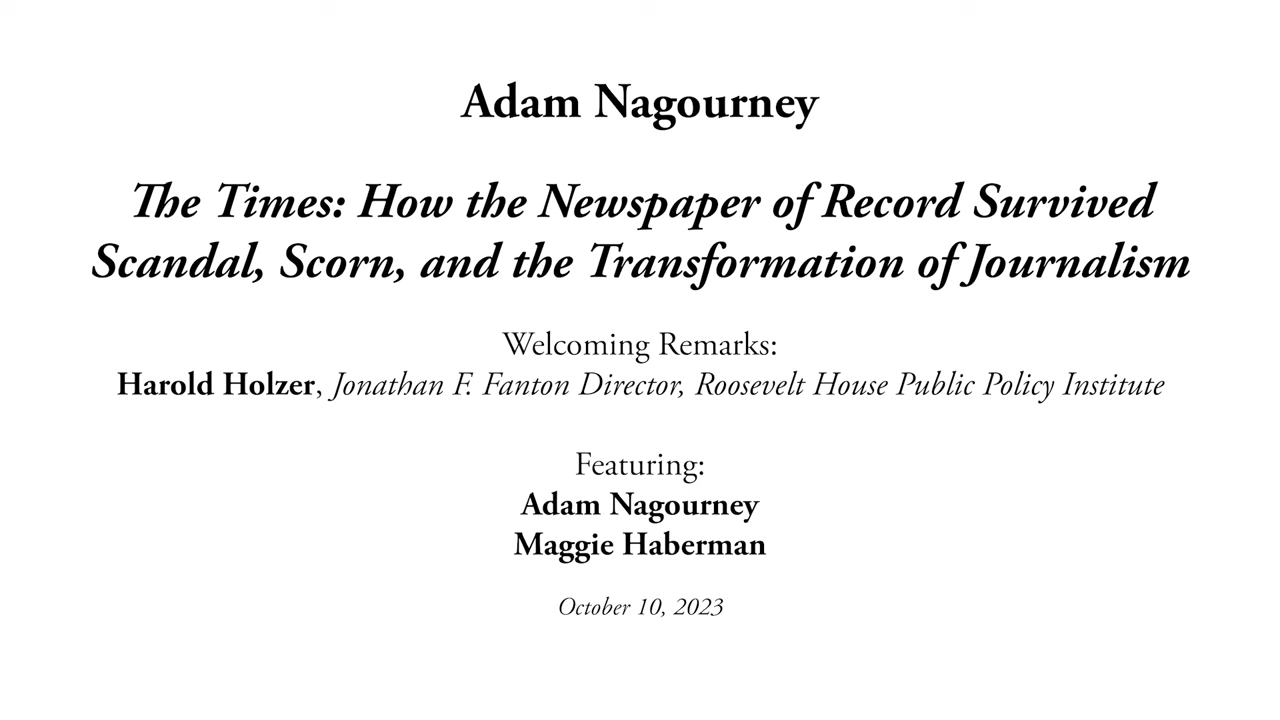 Adam Nagourney
The Times: How the Newspaper of Record Survived
Scandal, Scorn, and the Transformation of Journalism
Welcoming Remarks:
Harold Holzer, Jonathan F. Fanton Director, Roosevelt House Public Policy Institute
Featuring:
Adam Nagourney
Maggie Haberman
October 10, 2023